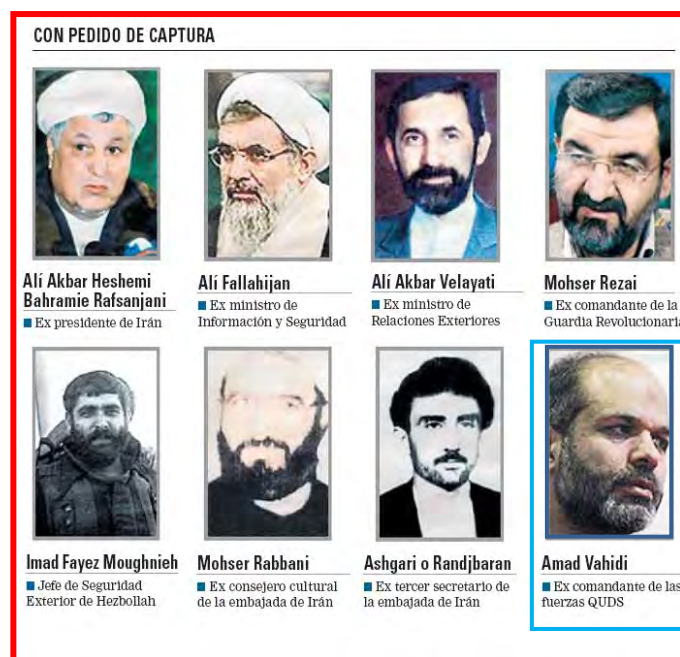 CON PEDIDO DE CAPTURA
Alí Akbar Heshemi
Bahramie Rafsanjani
Ex presidente de Irán
Alí Fallahijan
Ex ministro de
Información y Seguridad
Alí Akbar Velayati
Ex ministro de
Relaciones Exteriores
Mohser Rezai
Ex comandante de la
Guardia Revolucionaria
Imad Fayez Moughnieh
Jefe de Seguridad
Exterior de Hezbollah
Mohser Rabbani
Ex consejero cultural
de la embajada de Irán
Ashgari o Randjbaran
Ex tercer secretario de
la embajada de Irán
Amad Vahidi
Ex comandante de las
fuerzas QUDS